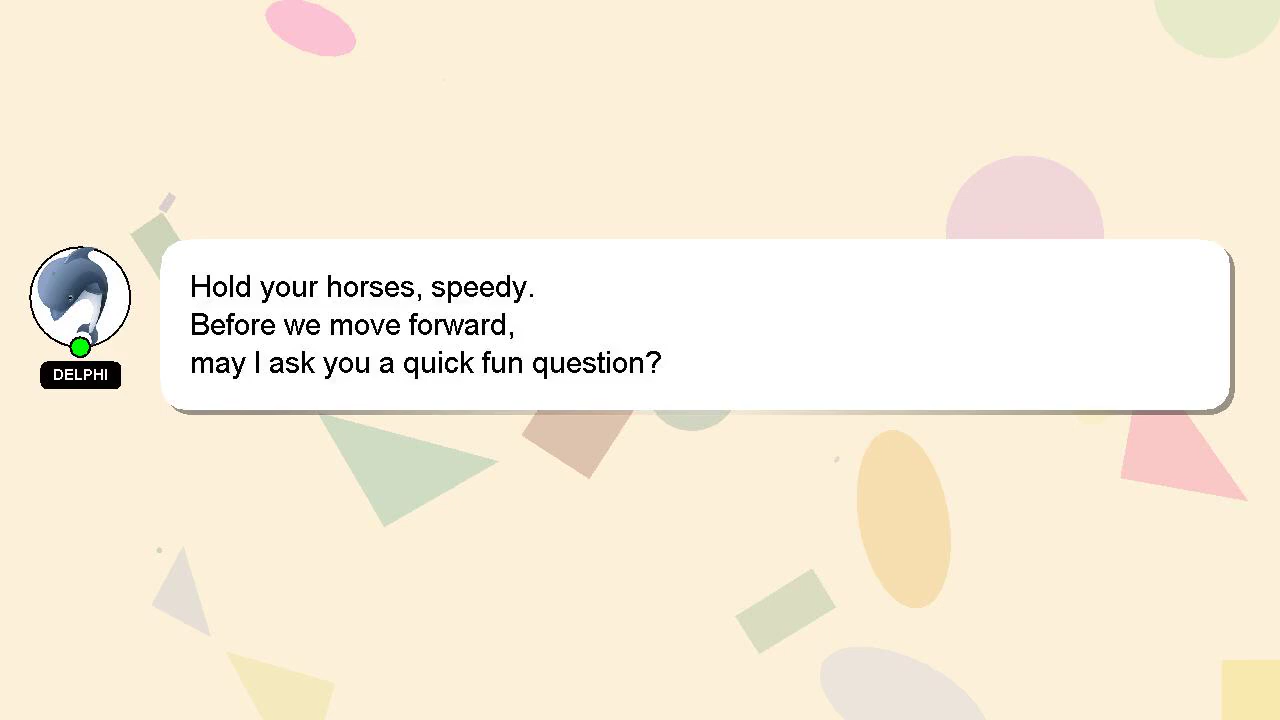 Hold your horses, speedy.
Before we move forward,
may I ask you a quick fun question?
DELPHI